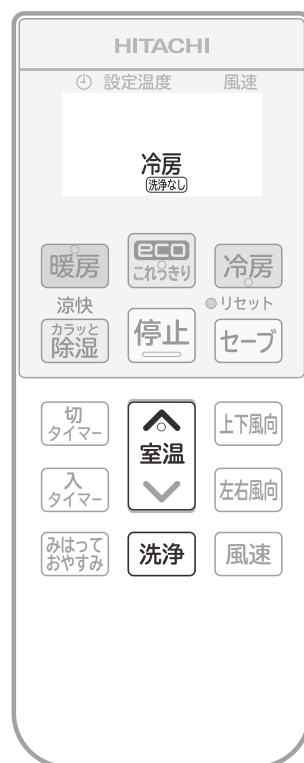 HITACHI
設定温度 風速
冷房
洗浄なし
暖房 eco これっきり 冷房
涼快 リセット
カラッと 除湿 停止 セーブ
切 タイマー 室温 上下風向
入 タイマー 左右風向
みはって おやすみ 洗浄 風速